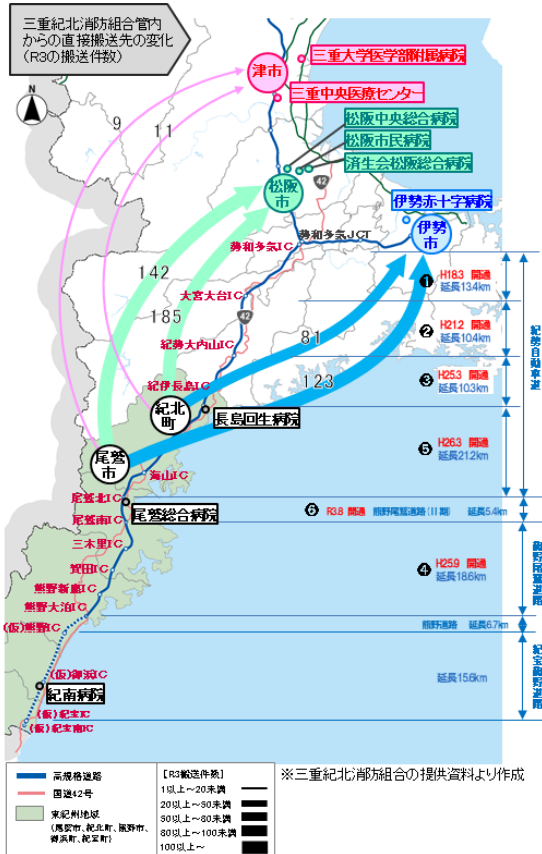 三重紀北消防組合管内
からの直接搬送先の変化
(R3の搬送件数)
N
津市
三重大学医学部附属病院
三重中央医療センター
松阪中央総合病院
松阪市民病院
済生会松阪総合病院
42
松阪市
伊勢赤十字病院
伊勢市
勢和多気JCT
勢和多気IC
9
11
142
185
81
123
大宮大台IC
42
紀勢大内山IC
紀伊長島IC
紀北町
長島回生病院
尾鷲市
海山IC
尾鷲北IC
尾鷲総合病院
尾鷲南IC
三木里IC
賀田IC
熊野新鹿IC
熊野大泊IC
(仮)熊野IC
(仮)御浜IC
紀南病院
(仮)紀宝IC
(仮)紀宝南IC
❶ H18.3 開通
延長13.4km
❷ H21.2 開通
延長10.4km
❸ H25.3 開通
延長10.3km
❺ H26.3 開通
延長21.2km
❻ R3.8 開通 熊野尾鷲道路(II期) 延長5.4km
❹ H25.9 開通
延長18.6km
熊野道路 延長6.7km
延長15.6km
紀勢自動車道
熊野尾鷲道路
紀宝熊野道路
高規格道路
国道42号
東紀州地域
(尾鷲市、紀北町、熊野市、
御浜町、紀宝町)
[R3搬送件数]
1以上~20未満
20以上~50未満
50以上~80未満
80以上~100未満
100以上~
※三重紀北消防組合の提供資料より作成